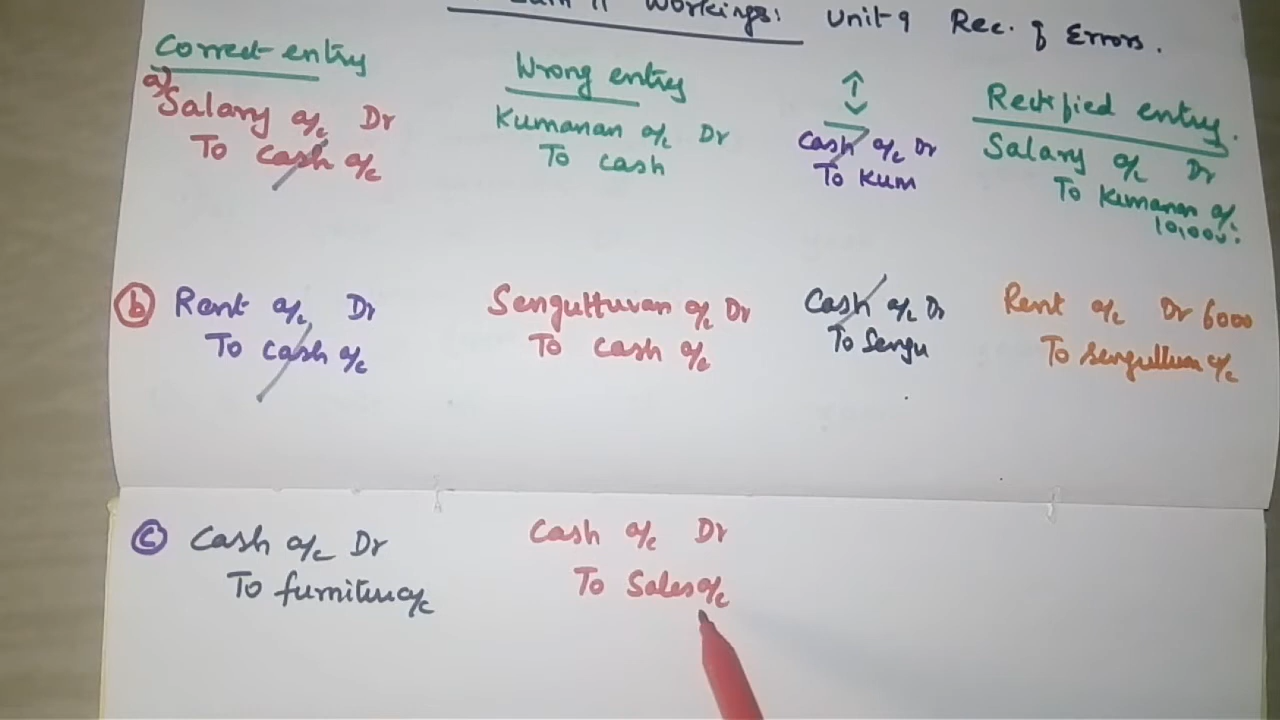 Workings: Unit 9 Rec. of Errors.
Correct entry
Wrong entry
Rectified entry.
a) Salary a/c Dr
To cash a/c
Kumanan a/c Dr
To cash
Cash a/c Dr
To Kum
Salary a/c Dr
To Kumanan a/c
10,000.
b Rent a/c Dr
To cash a/c
Senguttuvan a/c Dr
To cash a/c
Cash a/c Dr
To Sengu
Rent a/c Dr 6000
To a/c
c Cash a/c Dr
To furniture a/c
Cash a/c Dr
To Sales a/c